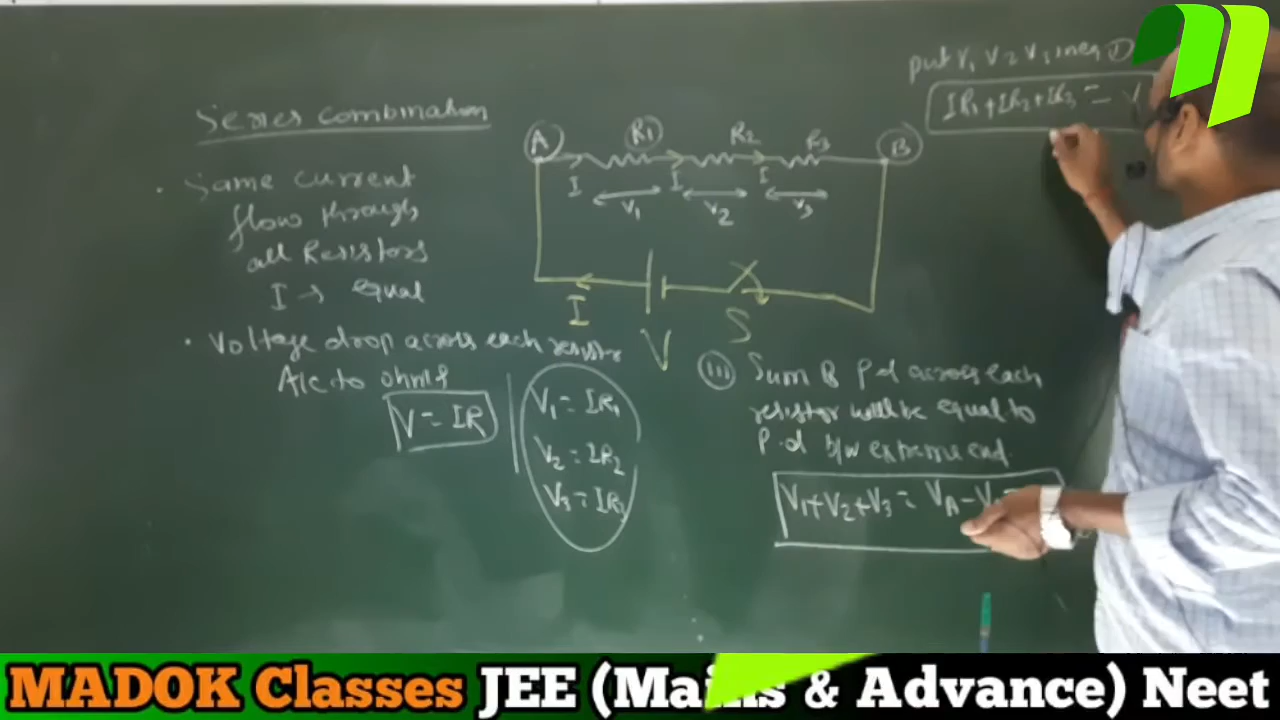 Series Combination
. Same current
flow through
all Resistors
I → equal
. Voltage drop across each resistor
A/c to ohm's
V = IR
V₁ = IR₁
V₂ = IR₂
V₃ = IR₃
A R₁ R₂ R₃ B
I I I
V₁ V₂ V₃
I V S
(iii) Sum of P.d across each
resistor will be equal to
P.d b/w extreme end.
V₁+V₂+V₃ = V_A - V
put V₁ V₂ V₃ in eq ①
IR₁+IR₂+IR₃ = V
MADOK Classes JEE (Mains & Advance) Neet